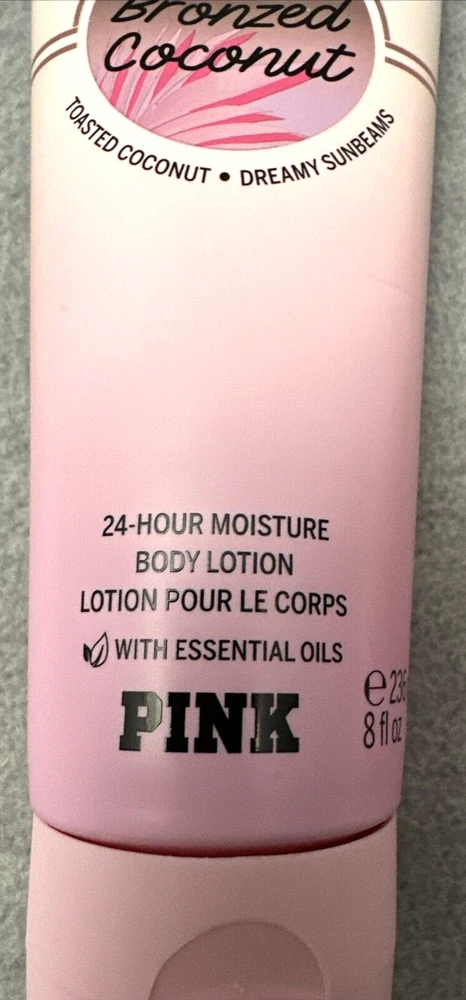 Bronzed
Coconut
TOASTED COCONUT • DREAMY SUNBEAMS
24-HOUR MOISTURE
BODY LOTION
LOTION POUR LE CORPS
WITH ESSENTIAL OILS
PINK
℮ 236
8 fl oz